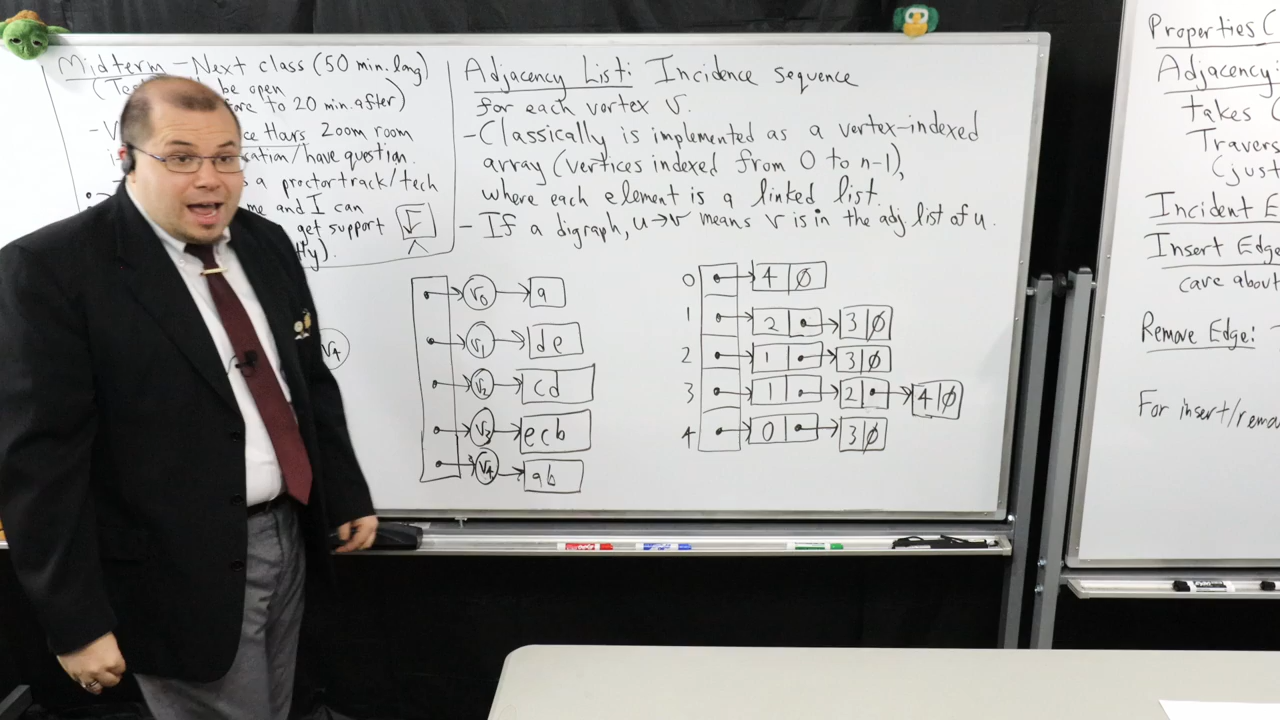 Midterm - Next class (50 min. long)
be open
to 20 min. after)
Hours Zoom room
/have question.
a proctortrack/tech
me and I can
get support
Adjacency List: Incidence sequence
for each vertex v.
- Classically is implemented as a vertex-indexed
array (vertices indexed from 0 to n-1),
where each element is a linked list.
- If a digraph, u→v means v is in the adj. list of u.
v4
v0 → a
v1 → de
v2 → cd
v3 → ecb
v4 → ab
0 → 4 ∅
1 → 2 → 3 ∅
2 → 1 → 3 ∅
3 → 1 → 2 → 4 ∅
4 → 0 → 3 ∅
Properties (
Adjacency:
takes
Travers
(just
Incident E
Insert Edge
care about
Remove Edge:
For insert/remov